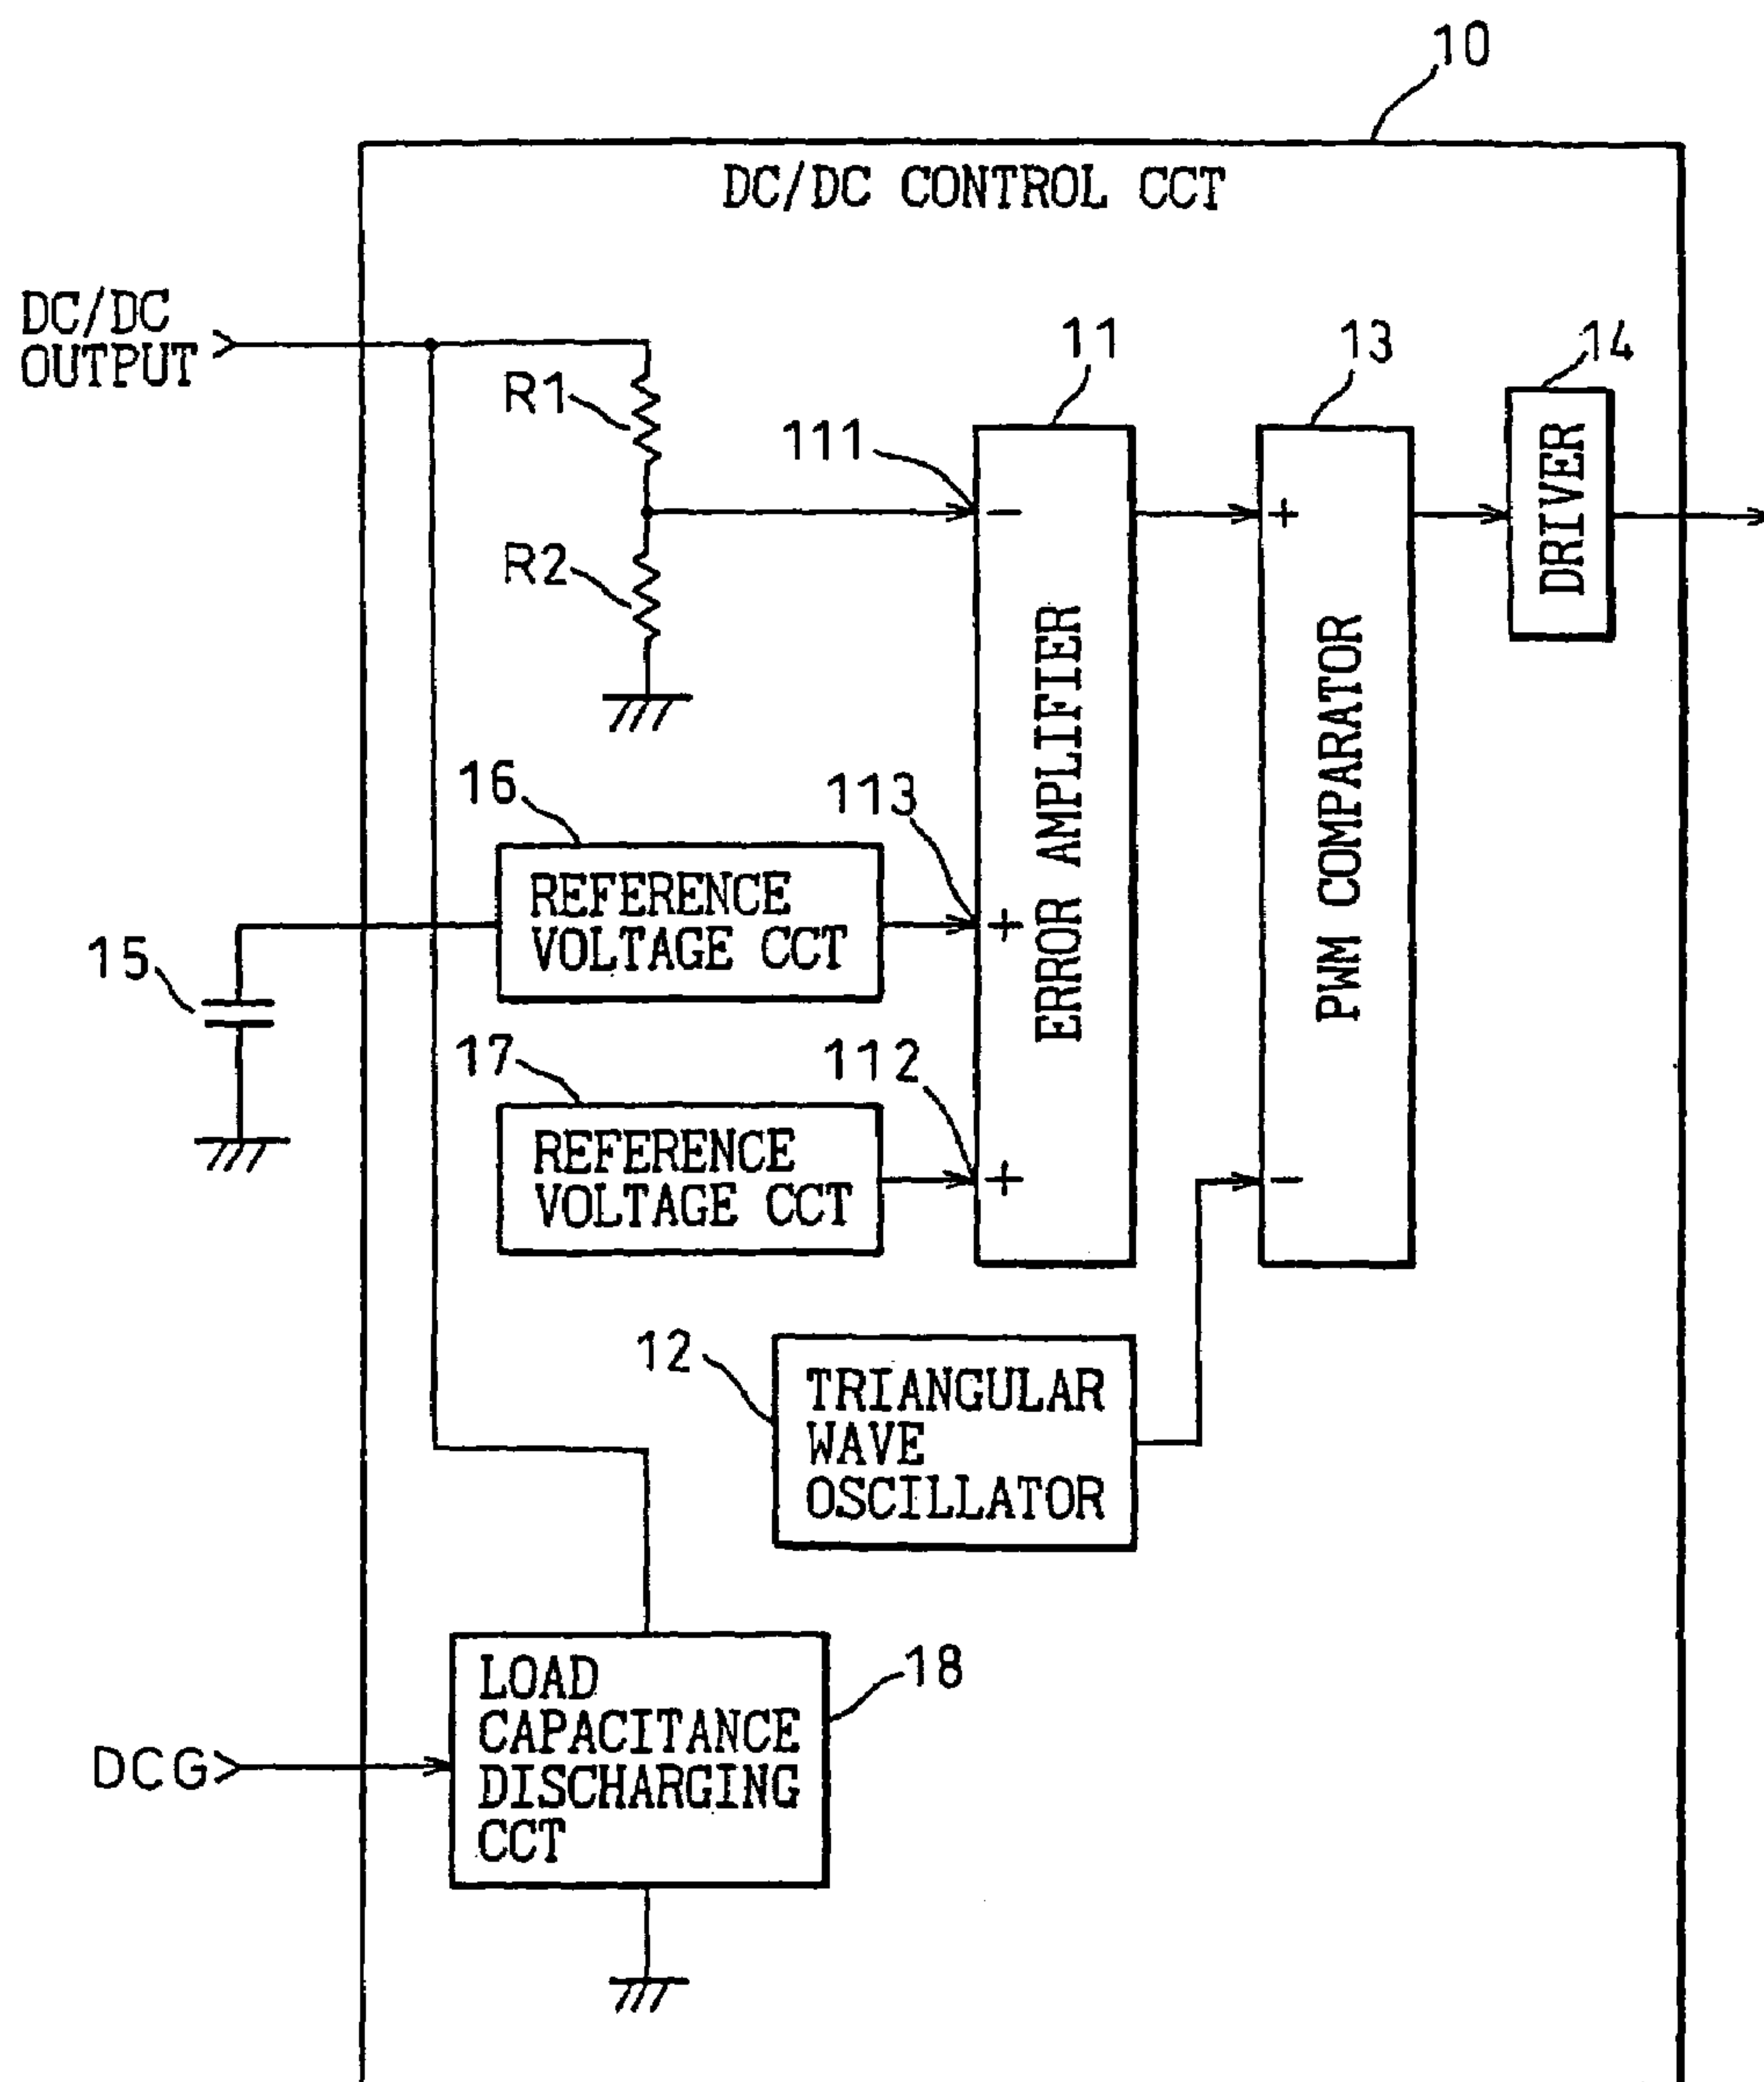 10
DC/DC CONTROL CCT
DC/DC
OUTPUT
R1
R2
111
11
13
14
DRIVER
−
+
ERROR AMPLIFIER
PWM COMPARATOR
16
113
REFERENCE
VOLTAGE CCT
+
15
17
112
REFERENCE
VOLTAGE CCT
+
−
12
TRIANGULAR
WAVE
OSCILLATOR
18
LOAD
CAPACITANCE
DISCHARGING
CCT
DCG